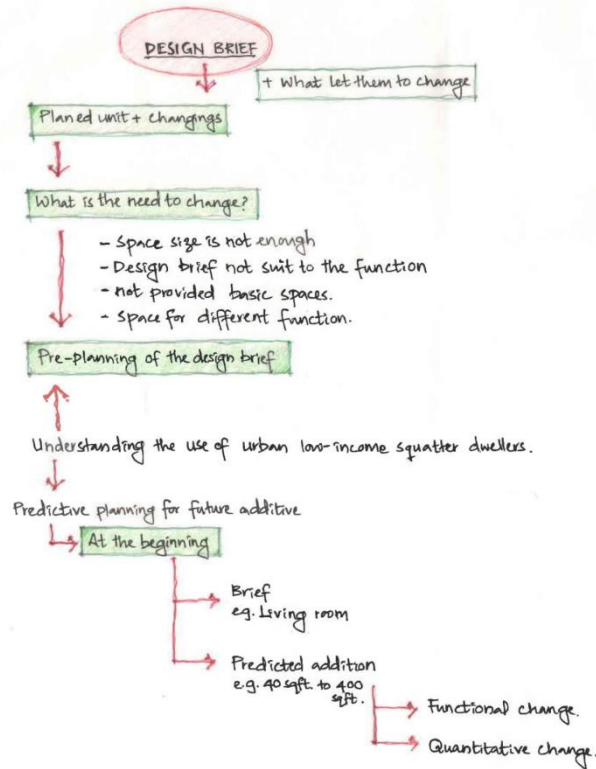 DESIGN BRIEF
+ What let them to change
Planed unit + changings
What is the need to change?
- Space size is not enough
- Design brief not suit to the function
- not provided basic spaces.
- Space for different function.
Pre-planning of the design brief
Understanding the use of urban low-income squatter dwellers.
Predictive planning for future additive
At the beginning
Brief
eg. Living room
Predicted addition
e.g. 40 sqft. to 400
sqft.
Functional change.
Quantitative change.